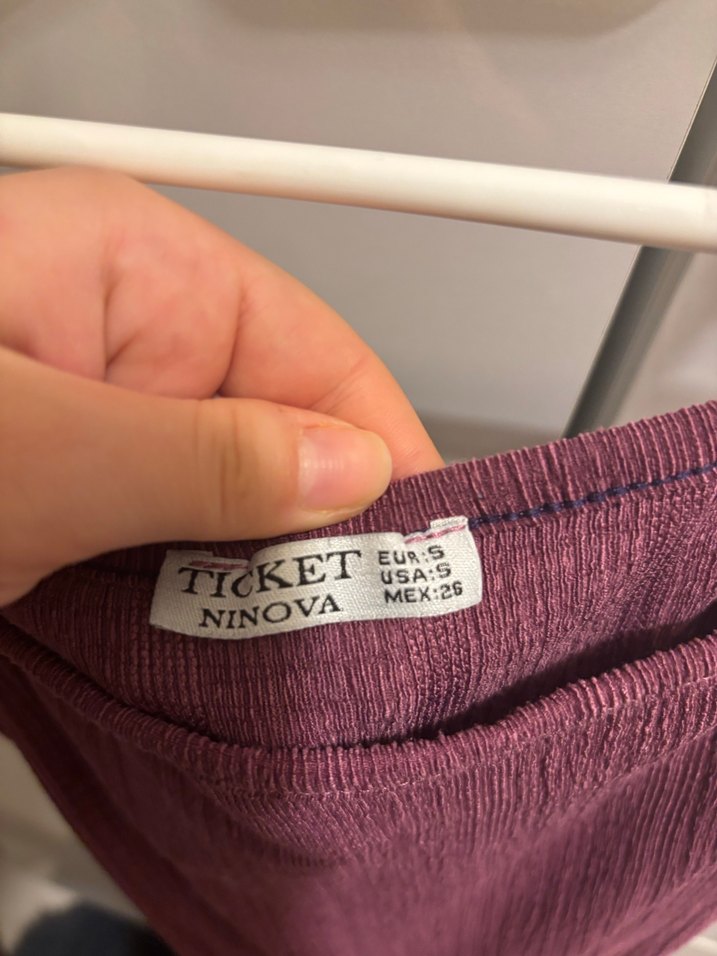 TICKET
NINOVA
EUR:S
USA:S
MEX:26